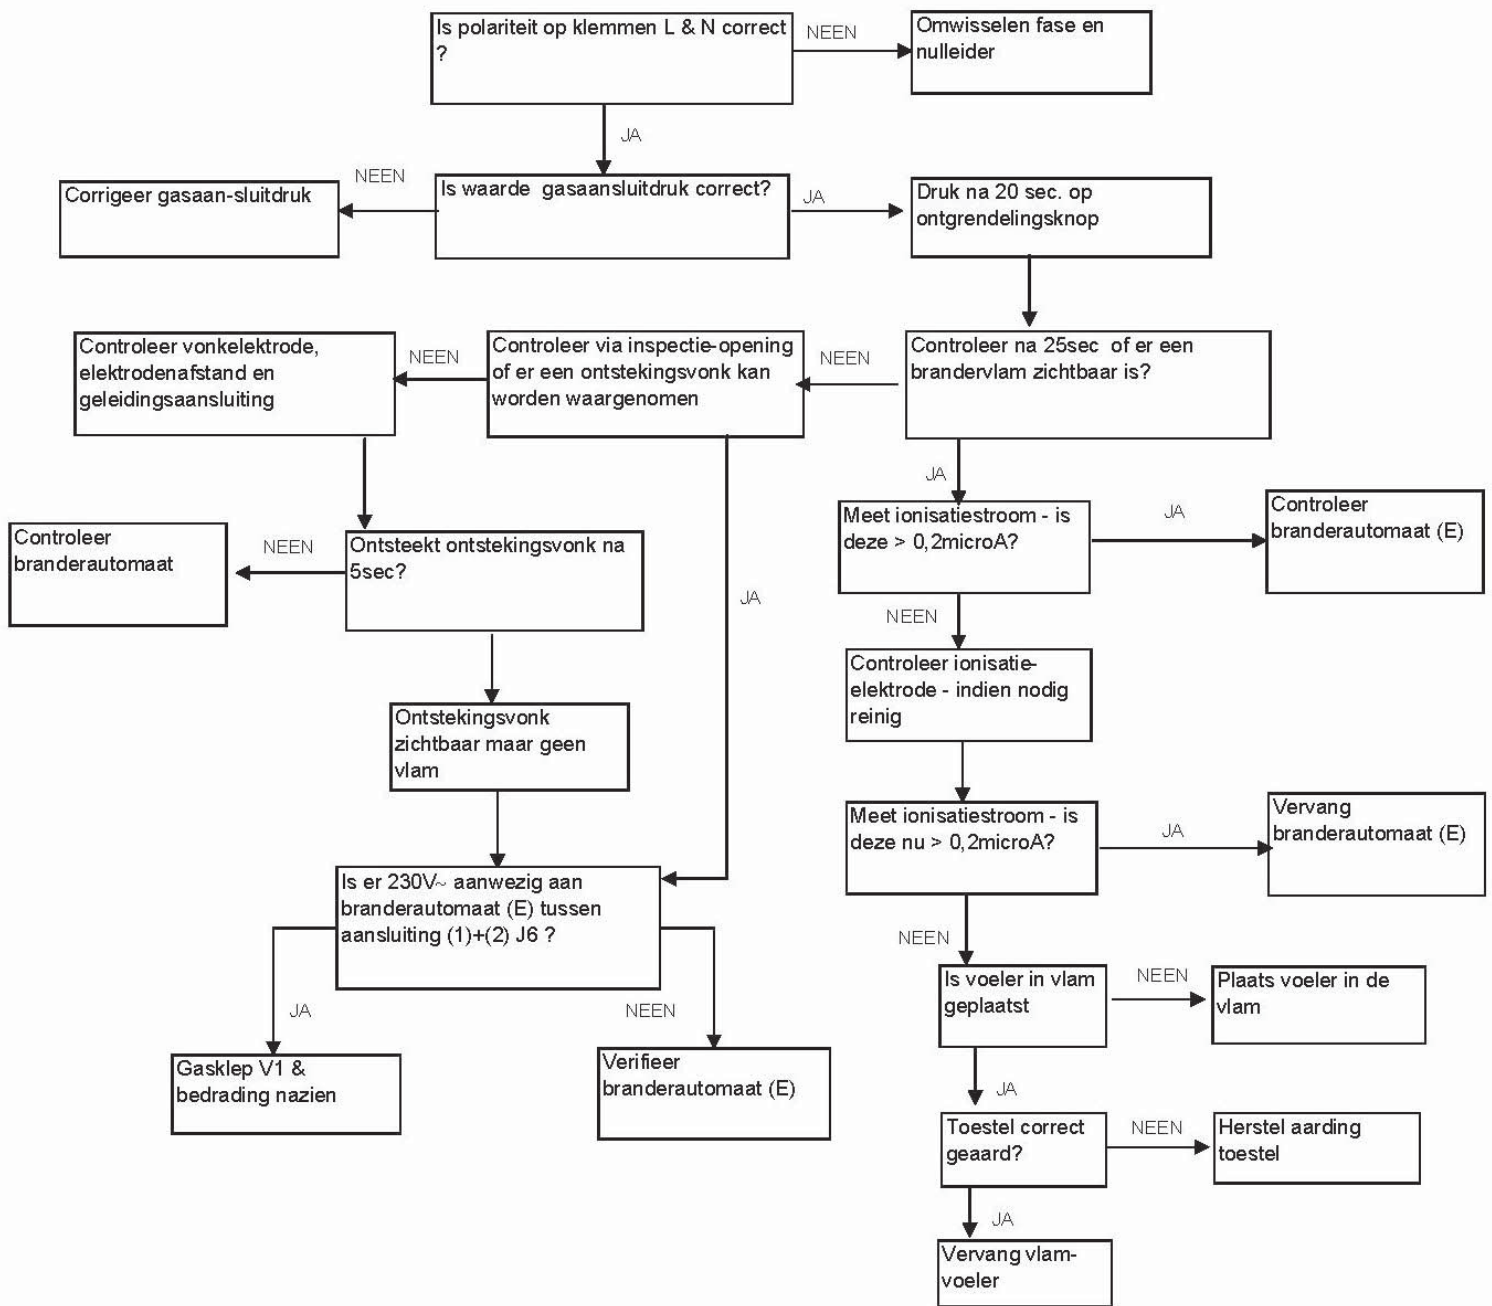 Is polariteit op klemmen L & N correct
?
NEEN
Omwisselen fase en
nulleider
JA
Corrigeer gasaan-sluitdruk
NEEN
Is waarde gasaansluitdruk correct?
JA
Druk na 20 sec. op
ontgrendelingsknop
Controleer vonkelektrode,
elektrodenafstand en
geleidingsaansluiting
NEEN
Controleer via inspectie-opening
of er een ontstekingsvonk kan
worden waargenomen
NEEN
Controleer na 25sec of er een
brandervlam zichtbaar is?
JA
Meet ionisatiestroom - is
deze > 0,2microA?
JA
Controleer
branderautomaat (E)
Controleer
branderautomaat
NEEN
Ontsteekt ontstekingsvonk na
5sec?
JA
NEEN
Controleer ionisatie-
elektrode - indien nodig
reinig
Ontstekingsvonk
zichtbaar maar geen
vlam
Meet ionisatiestroom - is
deze nu > 0,2microA?
JA
Vervang
branderautomaat (E)
Is er 230V~ aanwezig aan
branderautomaat (E) tussen
aansluiting (1)+(2) J6 ?
NEEN
Is voeler in vlam
geplaatst
NEEN
Plaats voeler in de
vlam
JA
NEEN
Gasklep V1 &
bedrading nazien
Verifieer
branderautomaat (E)
JA
Toestel correct
geaard?
NEEN
Herstel aarding
toestel
JA
Vervang vlam-
voeler